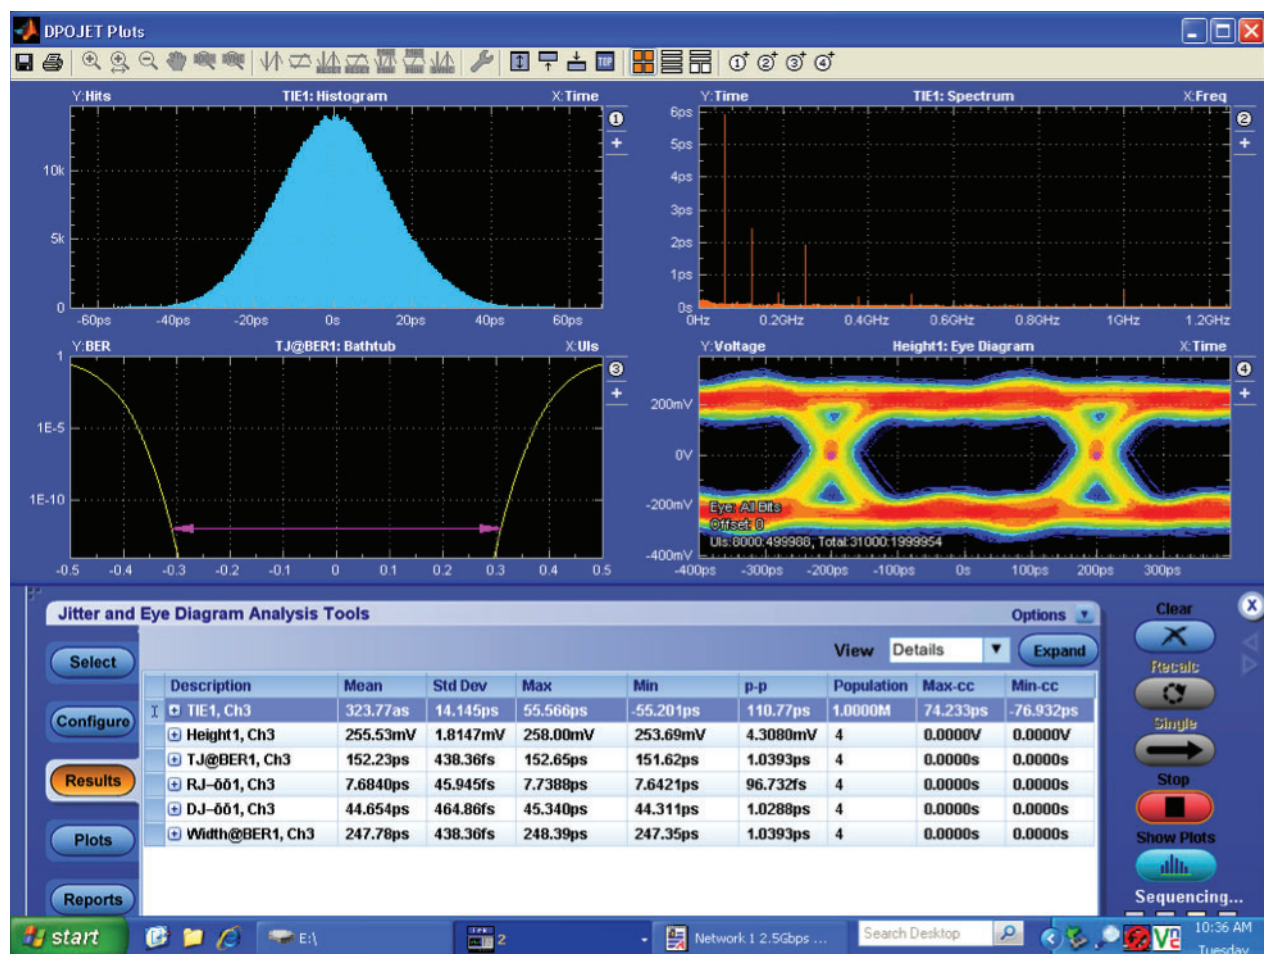 DPOJET Plots
Y:Hits TIE1: Histogram X:Time
10k
5k
0
-60ps -40ps -20ps 0s 20ps 40ps 60ps
1
Y:Time TIE1: Spectrum X:Freq
6ps
5ps
4ps
3ps
2ps
1ps
0s
0Hz 0.2GHz 0.4GHz 0.6GHz 0.8GHz 1GHz 1.2GHz
2
Y:BER TJ@BER1: Bathtub X:UIs
1
1E-5
1E-10
-0.5 -0.4 -0.3 -0.2 -0.1 0 0.1 0.2 0.3 0.4 0.5
3
Y:Voltage Height1: Eye Diagram X:Time
200mV
0V
-200mV
-400mV
Eye: All Bits
Offset: 0
UIs:8000:499988, Total:31000:1999954
-400ps -300ps -200ps -100ps 0s 100ps 200ps 300ps
4
Jitter and Eye Diagram Analysis Tools Options
View Details Expand
Select
Configure
Results
Plots
Reports
Description Mean Std Dev Max Min p-p Population Max-cc Min-cc
TIE1, Ch3 323.77as 14.145ps 55.566ps -55.201ps 110.77ps 1.0000M 74.233ps -76.932ps
Height1, Ch3 255.53mV 1.8147mV 258.00mV 253.69mV 4.3080mV 4 0.0000V 0.0000V
TJ@BER1, Ch3 152.23ps 438.36fs 152.65ps 151.62ps 1.0393ps 4 0.0000s 0.0000s
RJ–δδ1, Ch3 7.6840ps 45.945fs 7.7388ps 7.6421ps 96.732fs 4 0.0000s 0.0000s
DJ–δδ1, Ch3 44.654ps 464.86fs 45.340ps 44.311ps 1.0288ps 4 0.0000s 0.0000s
Width@BER1, Ch3 247.78ps 438.36fs 248.39ps 247.35ps 1.0393ps 4 0.0000s 0.0000s
Clear
Recalc
Single
Stop
Show Plots
Sequencing...
start E:\ Tek 2 Network 1 2.5Gbps ... Search Desktop 10:36 AM
Tuesday